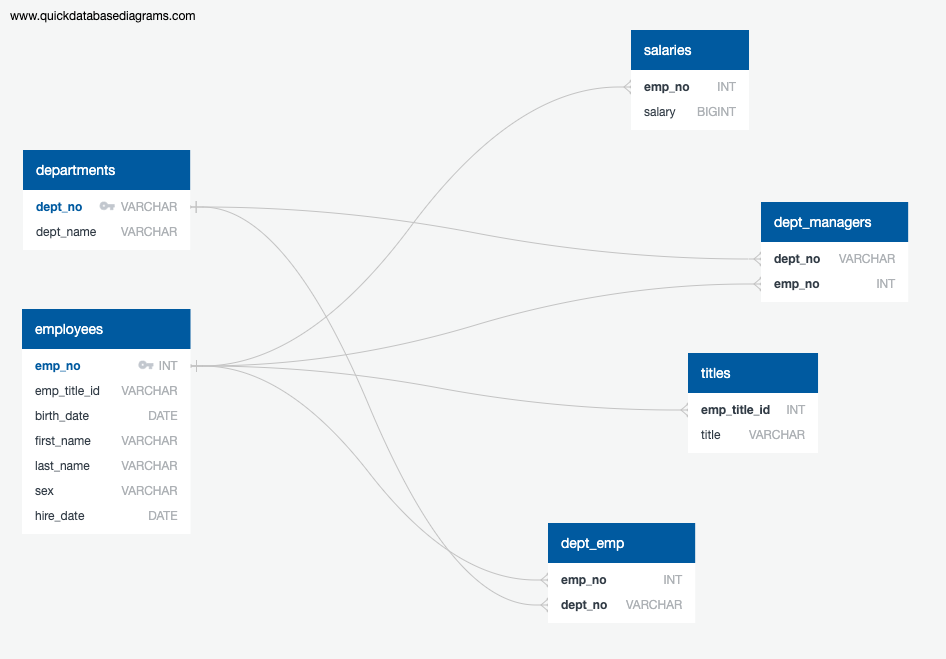 www.quickdatabasediagrams.com
salaries
emp_no INT
salary BIGINT
departments
dept_no VARCHAR
dept_name VARCHAR
dept_managers
dept_no VARCHAR
emp_no INT
employees
emp_no INT
emp_title_id VARCHAR
birth_date DATE
first_name VARCHAR
last_name VARCHAR
sex VARCHAR
hire_date DATE
titles
emp_title_id INT
title VARCHAR
dept_emp
emp_no INT
dept_no VARCHAR